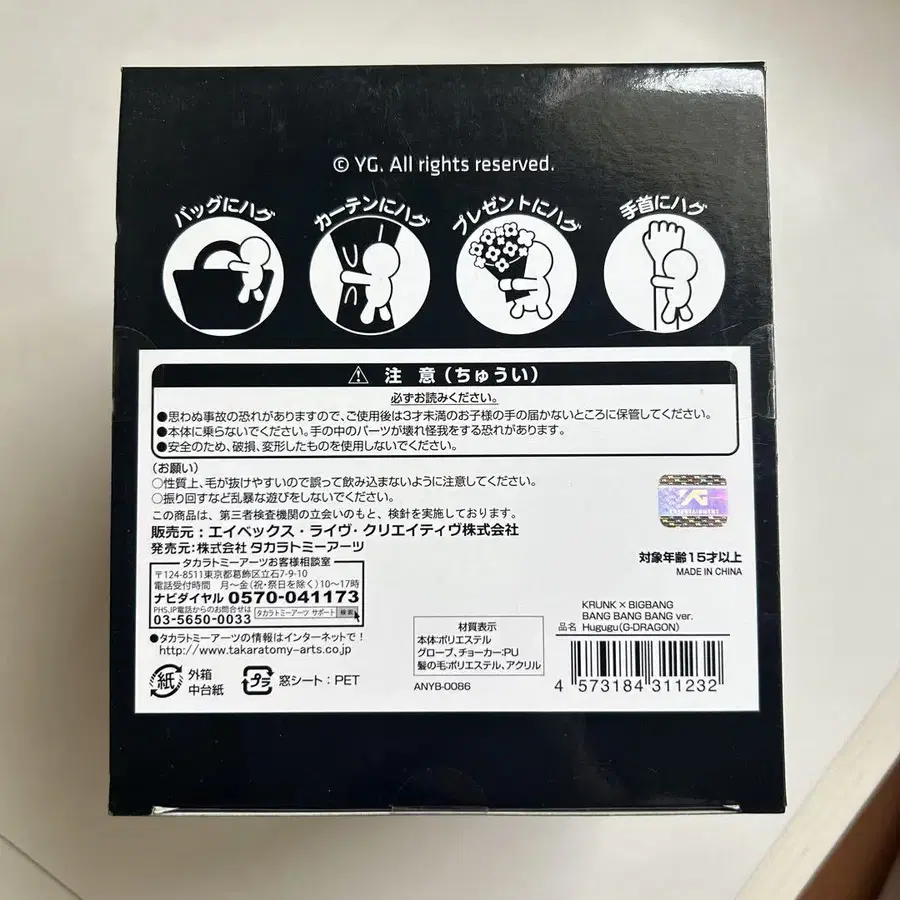 © YG. All rights reserved.
バッグにハグ
カーテンにハグ
プレゼントにハグ
手首にハグ
注 意（ちゅうい）
必ずお読みください。
●思わぬ事故の恐れがありますので、ご使用後は3才未満のお子様の手の届かないところに保管してください。
●本体に乗らないでください。手の中のパーツが壊れ怪我をする恐れがあります。
●安全のため、破損、変形したものを使用しないでください。
（お願い）
○性質上、毛が抜けやすいので誤って飲み込まないように注意してください。
○振り回すなど乱暴な遊びをしないでください。
この商品は、第三者検査機関の立会いのもと、検針を実施しております。
販売元：エイベックス・ライヴ・クリエイティヴ株式会社
発売元：株式会社 タカラトミーアーツ
タカラトミーアーツお客様相談室
〒124-8511東京都葛飾区立石7-9-10
電話受付時間 月～金(祝・祭日を除く)10～17時
ナビダイヤル 0570-041173
PHS,IP電話からのお問合せは
03-5650-0033
タカラトミーアーツ サポート 検索
●タカラトミーアーツの情報はインターネットで！
http://www.takaratomy-arts.co.jp
紙 外箱
中台紙
プラ 窓シート：PET
材質表示
本体:ポリエステル
グローブ、チョーカー:PU
髪の毛:ポリエステル、アクリル
ANYB-0086
YG
ENTERTAINMENT
対象年齢15才以上
MADE IN CHINA
KRUNK × BIGBANG
BANG BANG BANG ver.
品名 Hugugu(G-DRAGON)
4 573184 311232